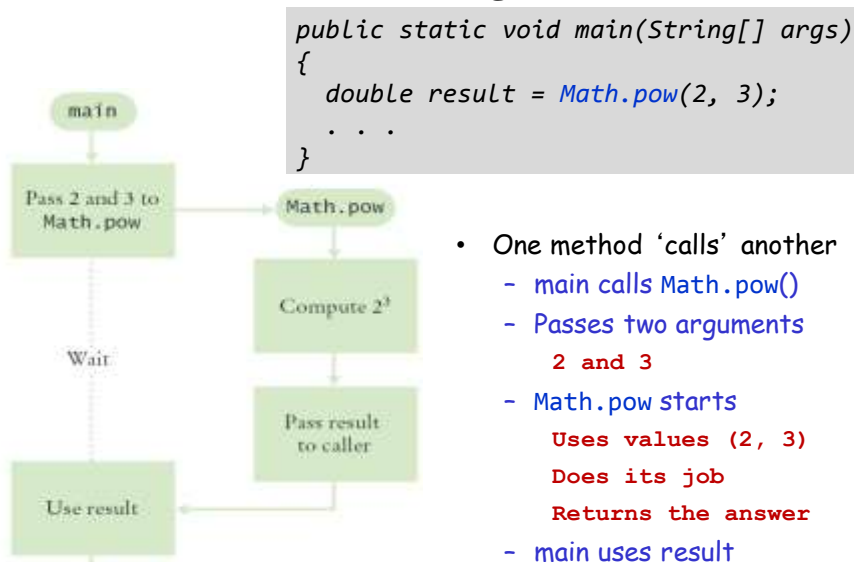 public static void main(String[] args)
{
double result = Math.pow(2, 3);
. . .
}
main
Pass 2 and 3 to
Math.pow
Math.pow
Compute 2³
Wait
Pass result
to caller
Use result
• One method ‘calls’ another
– main calls Math.pow()
– Passes two arguments
2 and 3
– Math.pow starts
Uses values (2, 3)
Does its job
Returns the answer
– main uses result